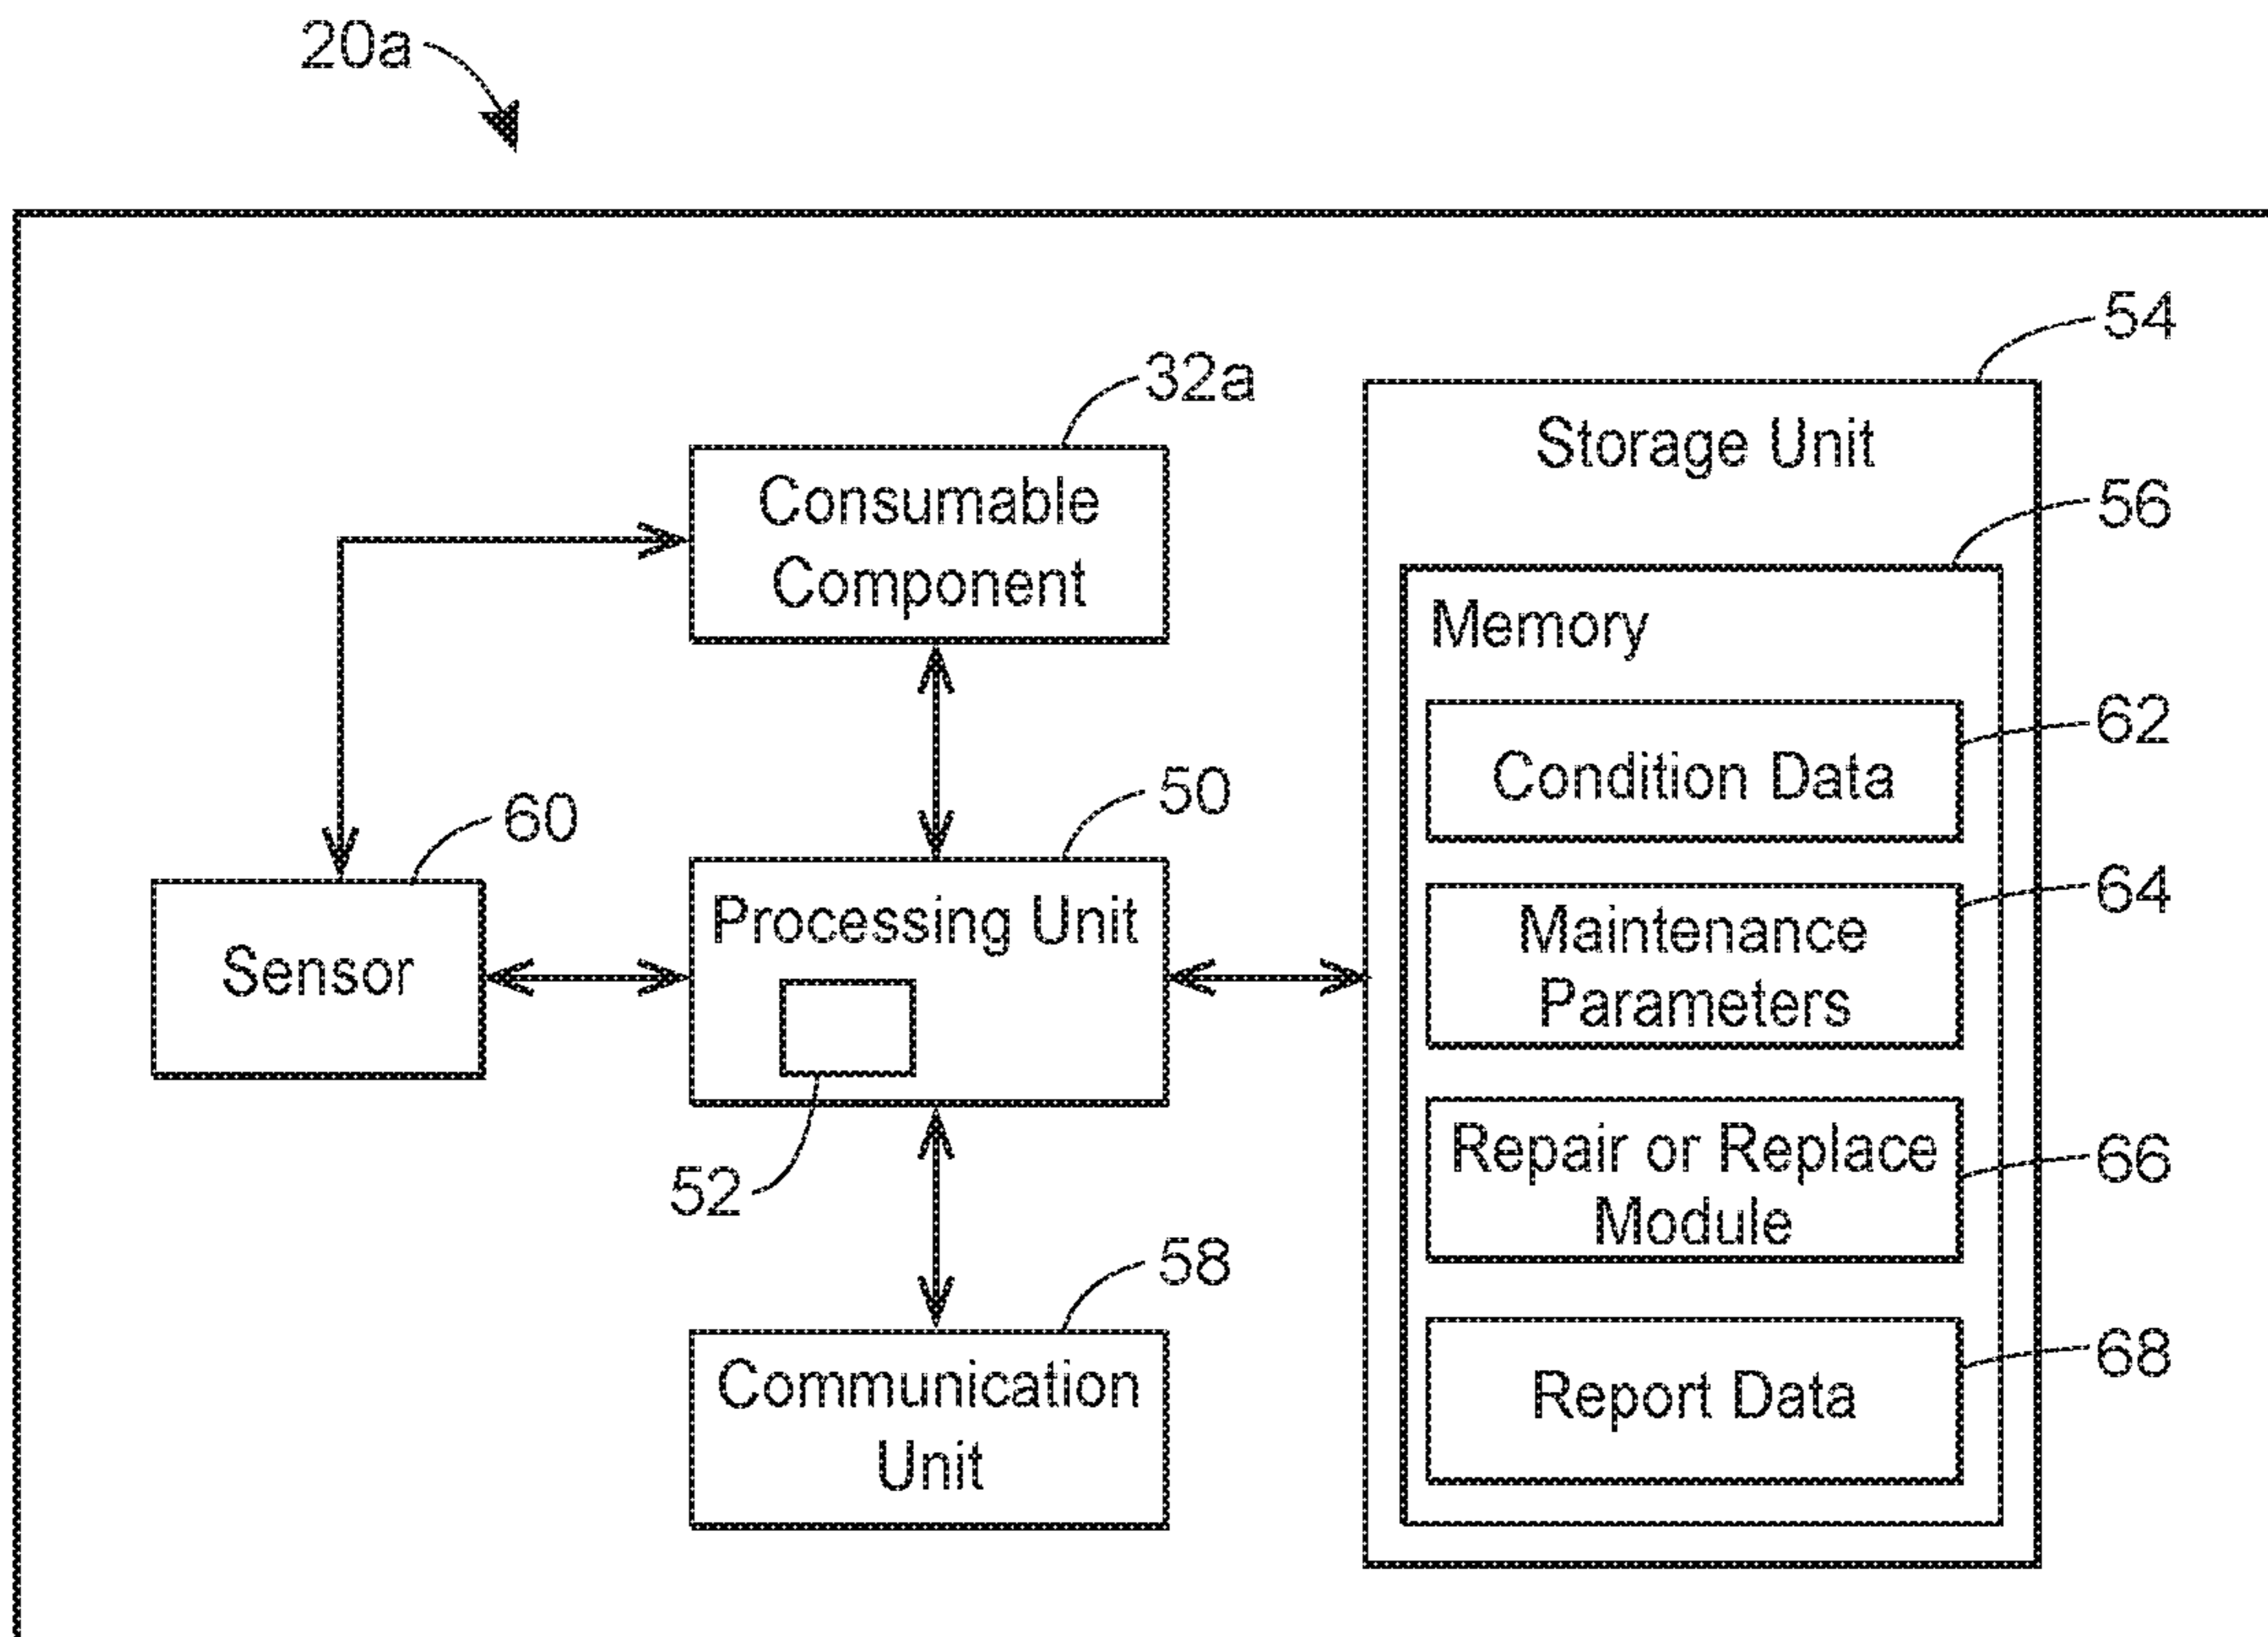 20a
54
32a
Storage Unit
56
Consumable
Component
Memory
62
Condition Data
50
60
64
Processing Unit
Maintenance
Parameters
Sensor
52
Repair or Replace
Module
66
58
68
Communication
Unit
Report Data